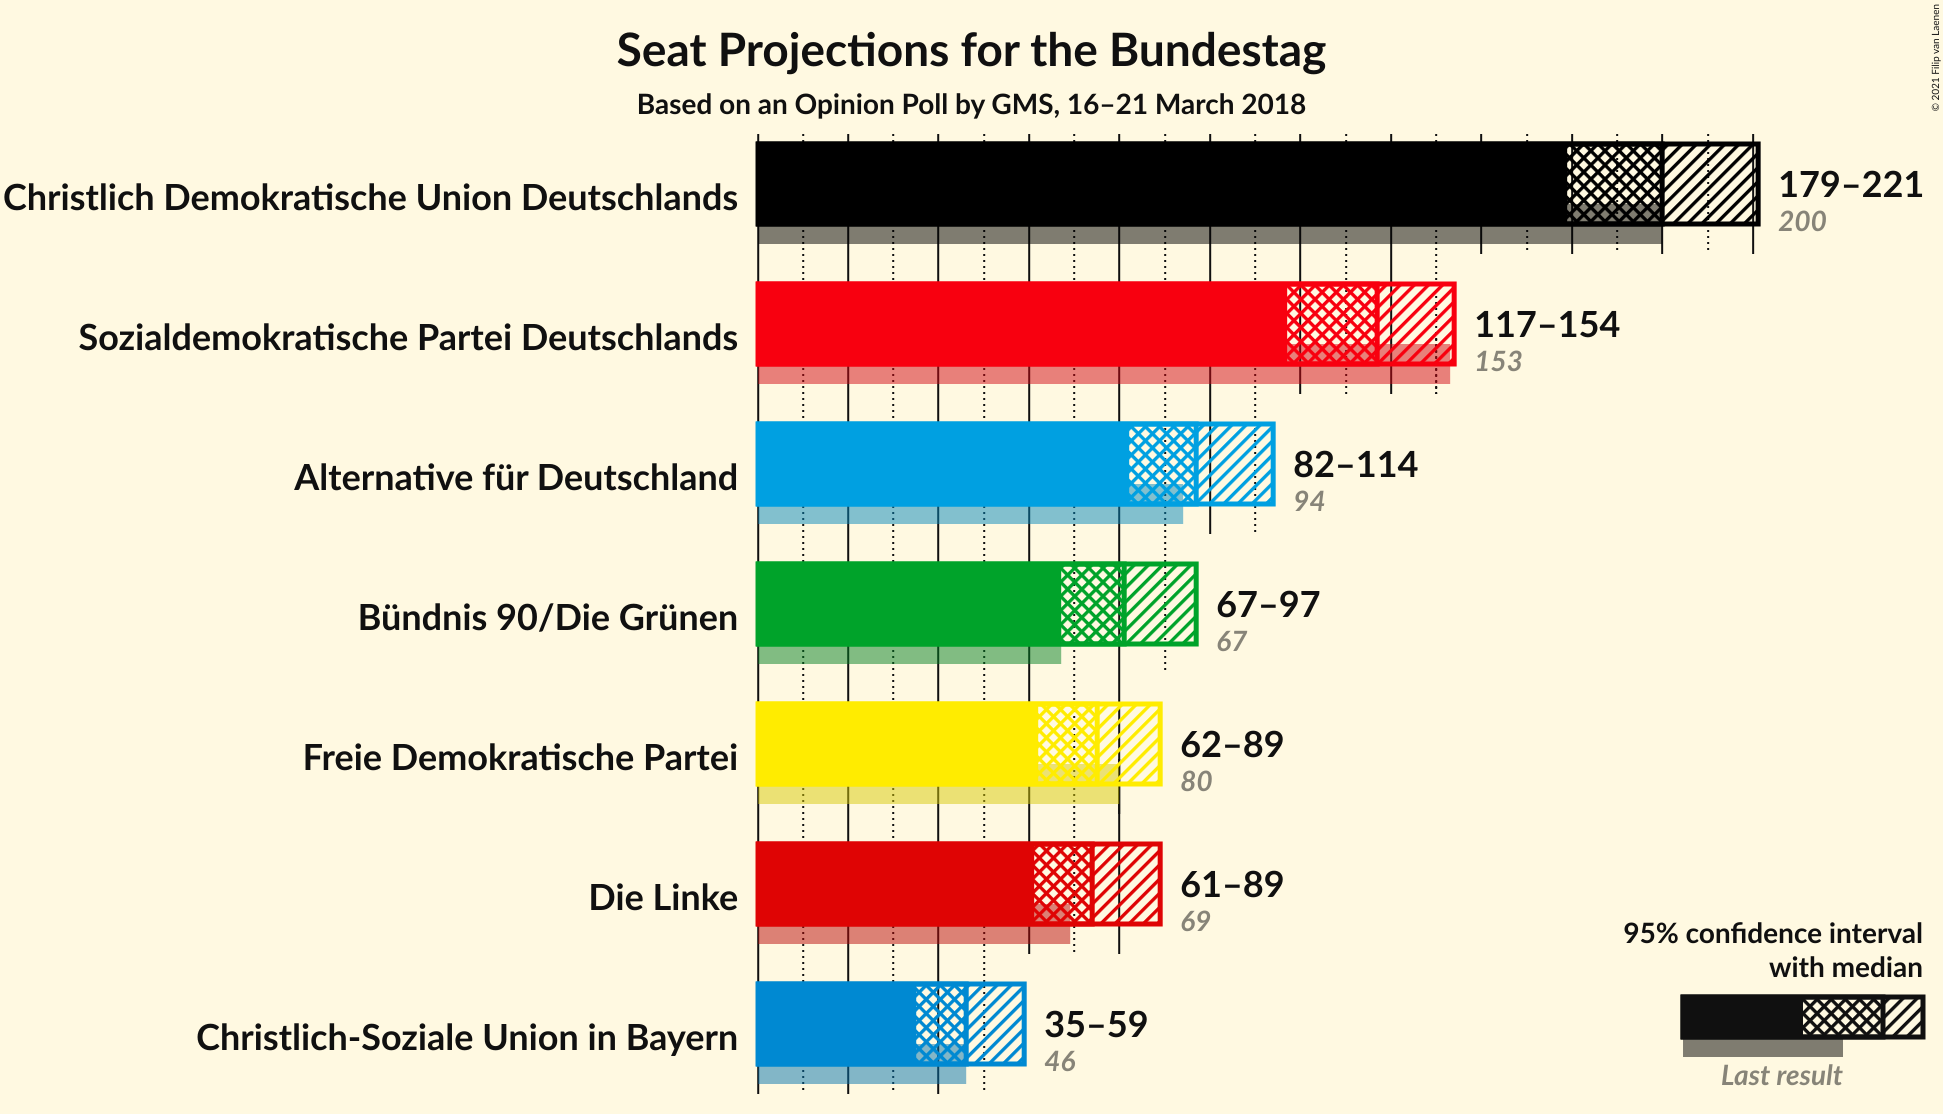 Seat Projections for the Bundestag
Based on an Opinion Poll by GMS, 16–21 March 2018
© 2021 Filip van Laenen
Christlich Demokratische Union Deutschlands
179–221
200
Sozialdemokratische Partei Deutschlands
117–154
153
Alternative für Deutschland
82–114
94
Bündnis 90/Die Grünen
67–97
67
Freie Demokratische Partei
62–89
80
Die Linke
61–89
69
Christlich-Soziale Union in Bayern
35–59
46
95% confidence interval
with median
Last result